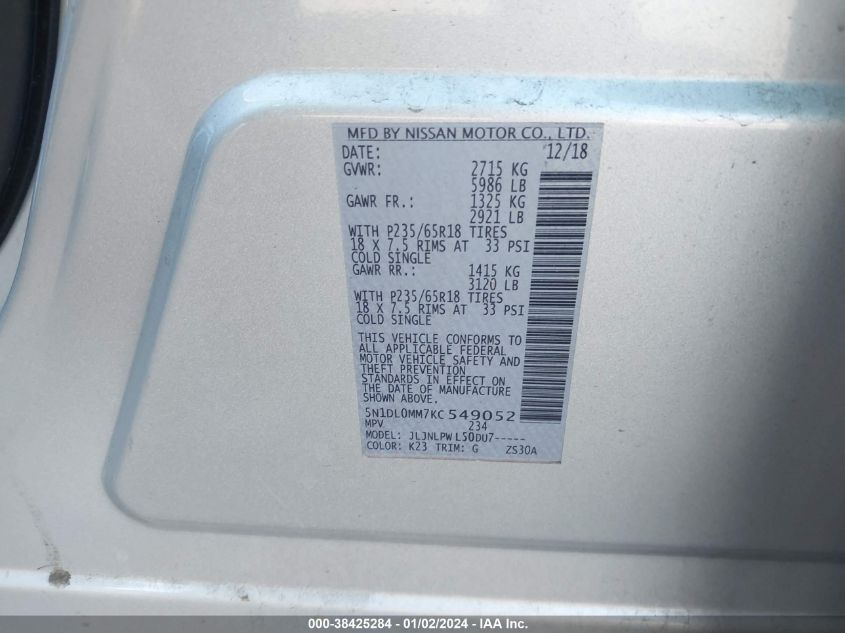 MFD BY NISSAN MOTOR CO., LTD.
DATE: 12/18
GVWR: 2715 KG
5986 LB
GAWR FR.: 1325 KG
2921 LB
WITH P235/65R18 TIRES
18 X 7.5 RIMS AT 33 PSI
COLD SINGLE
GAWR RR.: 1415 KG
3120 LB
WITH P235/65R18 TIRES
18 X 7.5 RIMS AT 33 PSI
COLD SINGLE
THIS VEHICLE CONFORMS TO
ALL APPLICABLE FEDERAL
MOTOR VEHICLE SAFETY AND
THEFT PREVENTION
STANDARDS IN EFFECT ON
THE DATE OF MANUFACTURE
SHOWN ABOVE.
5N1DL0MM7KC549052
MPV 234
MODEL: JLJNLPWL50DU7-----
COLOR: K23 TRIM: G ZS30A
000-38425284 - 01/02/2024 - IAA Inc.